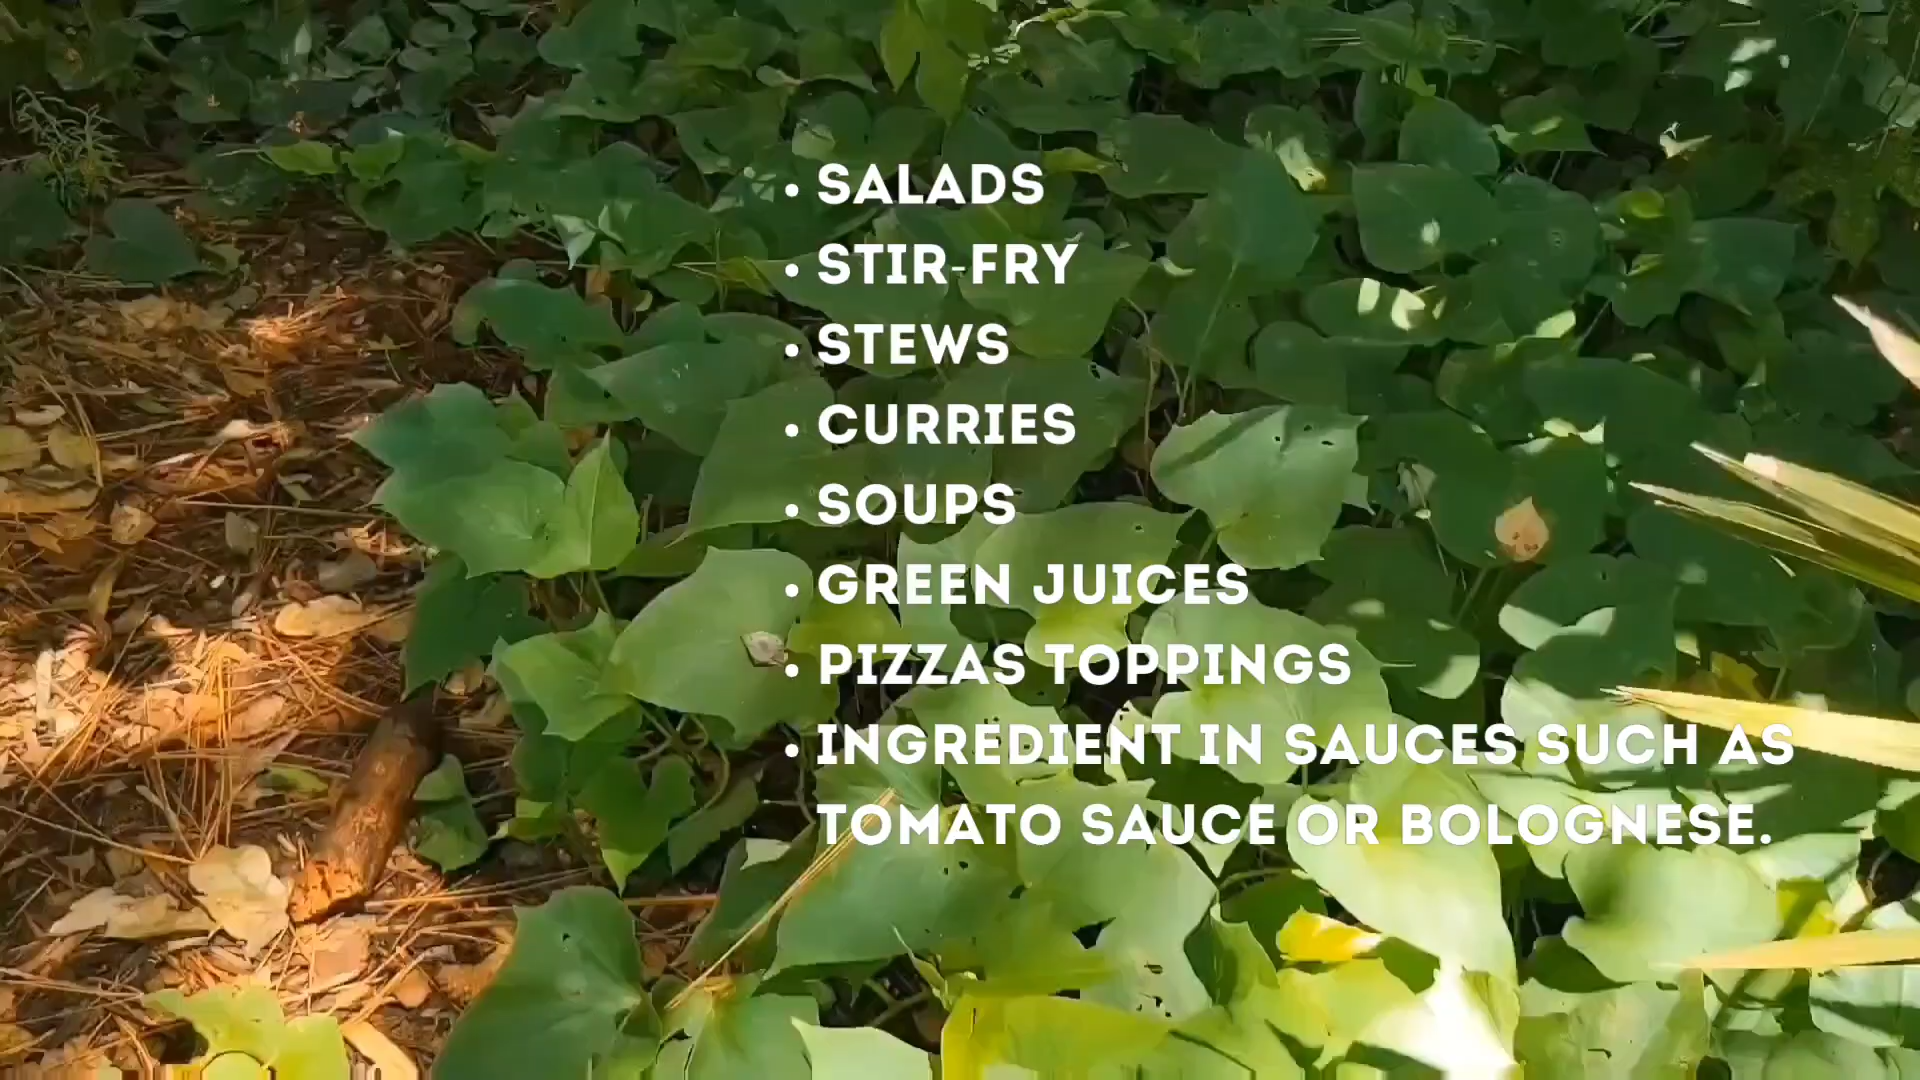 • SALADS
• STIR-FRY
• STEWS
• CURRIES
• SOUPS
• GREEN JUICES
• PIZZAS TOPPINGS
• INGREDIENT IN SAUCES SUCH AS
TOMATO SAUCE OR BOLOGNESE.